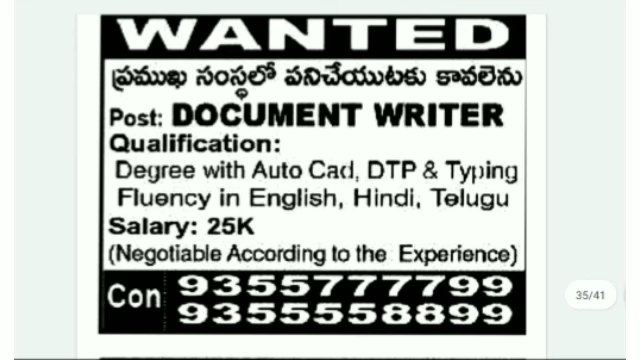 WANTED
ప్రముఖ సంస్థలో పనిచేయుటకు కావలెను
Post: DOCUMENT WRITER
Qualification:
Degree with Auto Cad, DTP & Typing
Fluency in English, Hindi, Telugu
Salary: 25K
(Negotiable According to the Experience)
Con 9355777799
9355558899
35/41